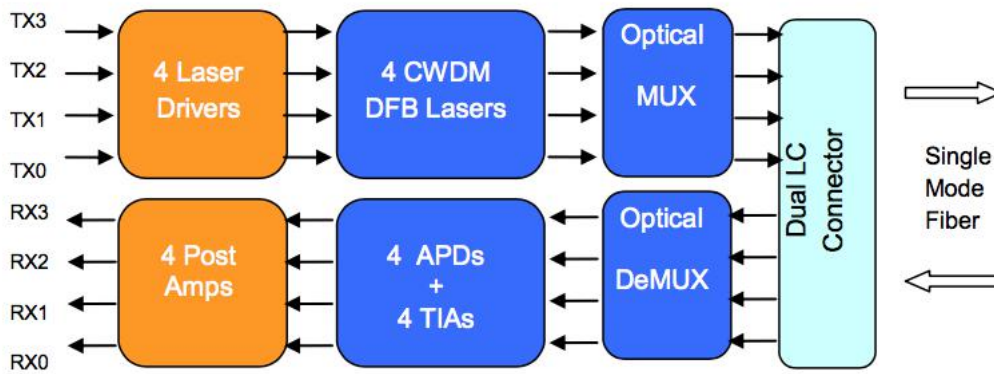 TX3
TX2
TX1
TX0
4 Laser
Drivers
4 CWDM
DFB Lasers
Optical
MUX
RX3
RX2
RX1
RX0
4 Post
Amps
4 APDs
+
4 TIAs
Optical
DeMUX
Dual LC
Connector
Single
Mode
Fiber